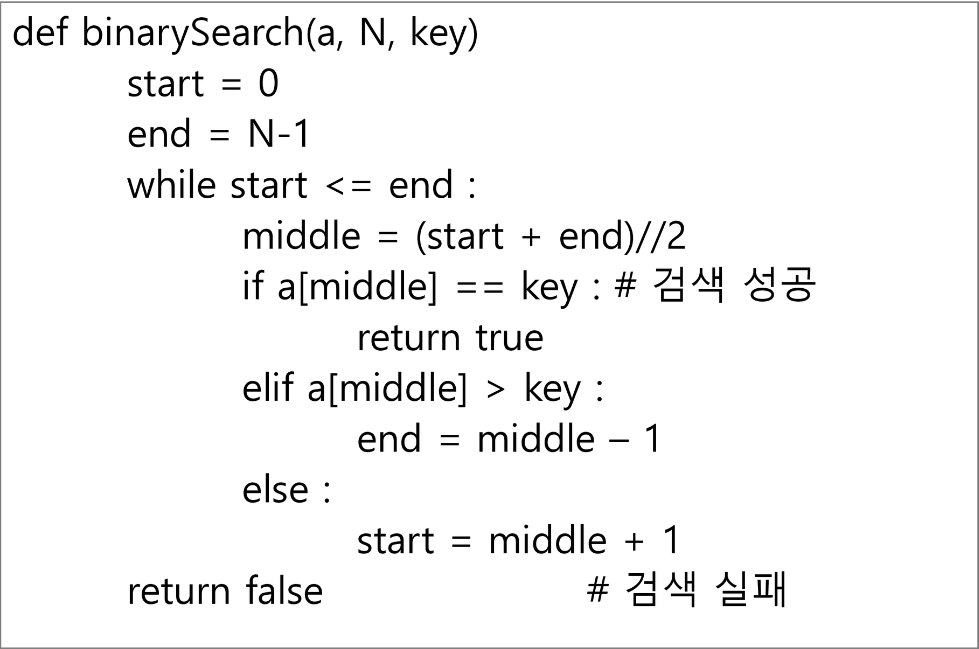 def binarySearch(a, N, key)
start = 0
end = N-1
while start <= end :
middle = (start + end)//2
if a[middle] == key : # 검색 성공
return true
elif a[middle] > key :
end = middle – 1
else :
start = middle + 1
return false # 검색 실패